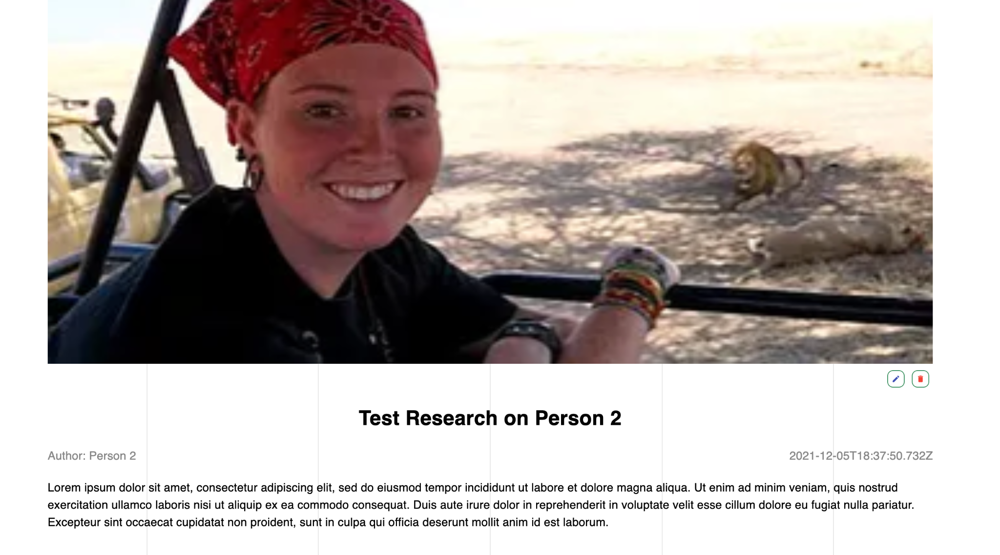 Test Research on Person 2
Author: Person 2
2021-12-05T18:37:50.732Z
Lorem ipsum dolor sit amet, consectetur adipiscing elit, sed do eiusmod tempor incididunt ut labore et dolore magna aliqua. Ut enim ad minim veniam, quis nostrud
exercitation ullamco laboris nisi ut aliquip ex ea commodo consequat. Duis aute irure dolor in reprehenderit in voluptate velit esse cillum dolore eu fugiat nulla pariatur.
Excepteur sint occaecat cupidatat non proident, sunt in culpa qui officia deserunt mollit anim id est laborum.